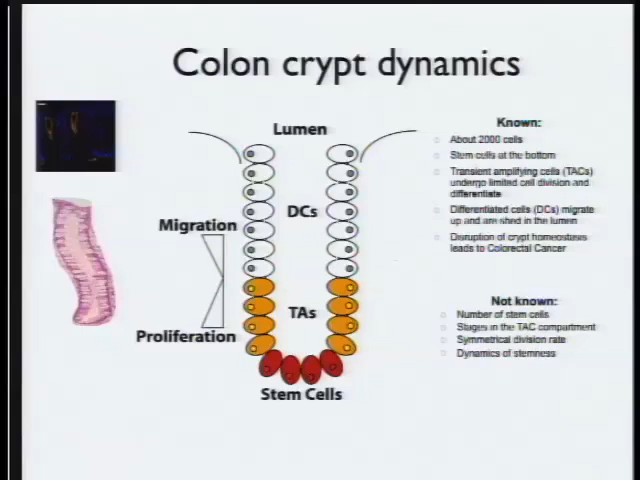 Colon crypt dynamics
Lumen
DCs
Migration
TAs
Proliferation
Stem Cells
Known:
About 2000 cells
Stem cells at the bottom
Transient amplifying cells (TACs)
undergo limited cell division and
differentiate
Differentiated cells (DCs) migrate
up and are shed in the lumen
Disruption of crypt homeostasis
leads to Colorectal Cancer
Not known:
Number of stem cells
Stages in the TAC compartment
Symmetrical division rate
Dynamics of stemness